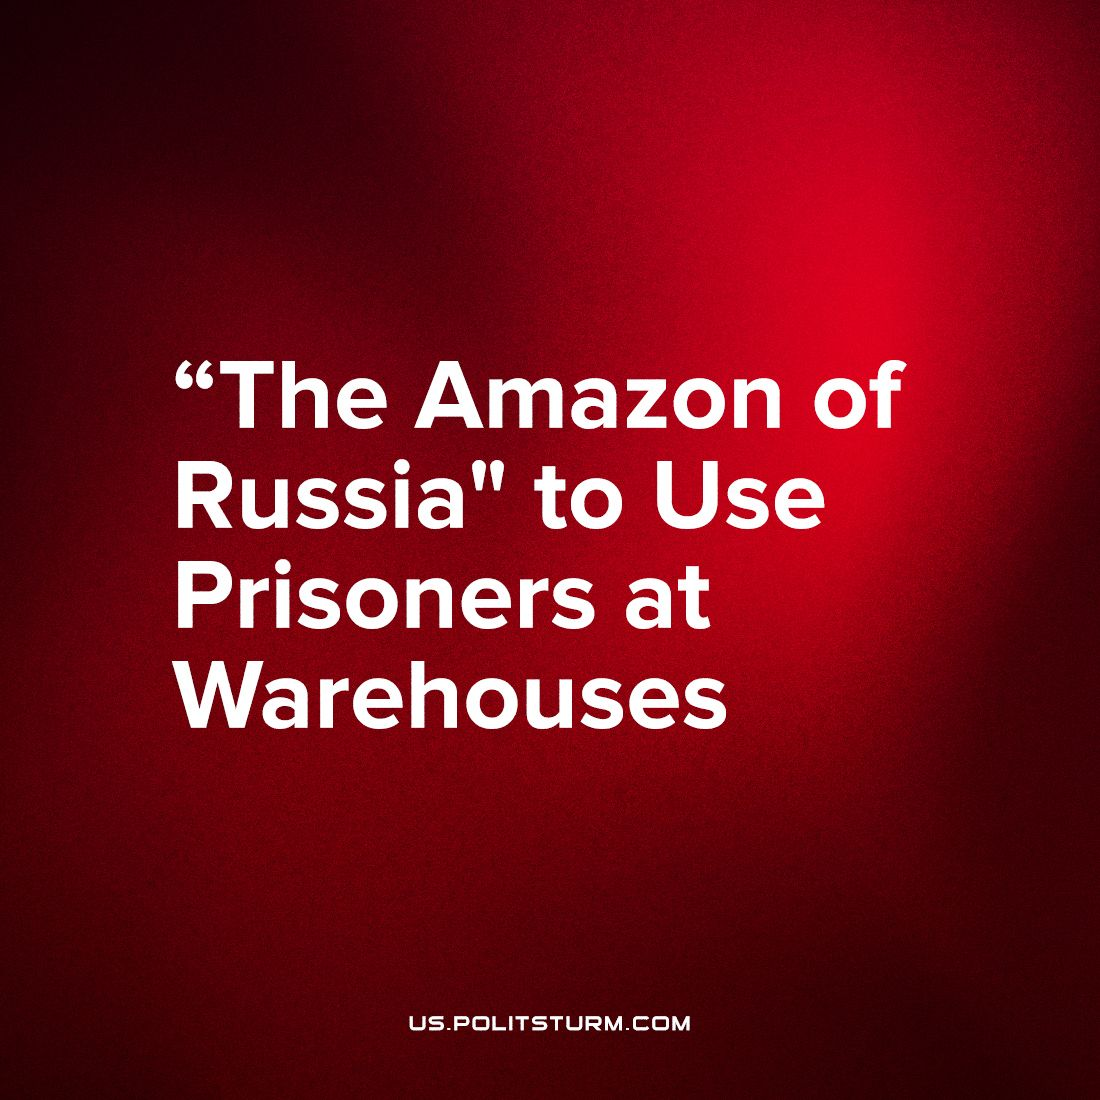 “The Amazon of
Russia" to Use
Prisoners at
Warehouses
US.POLITSTURM.COM